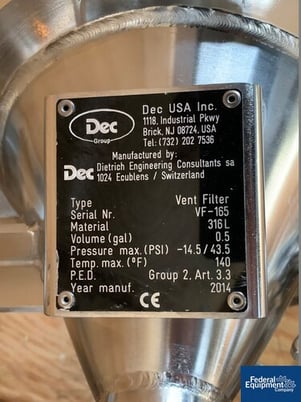 Dec
Group
Dec USA Inc.
1118, Industrial Pkwy
Brick, NJ 08724, USA
Tel: (732) 202 7536
Manufactured by:
Dec Dietrich Engineering Consultants sa
1024 Ecublens / Switzerland
Type Vent Filter
Serial Nr. VF-165
Material 316L
Volume (gal) 0.5
Pressure max. (PSI) -14.5 / 43.5
Temp. max. (°F) 140
P.E.D. Group 2, Art. 3.3
Year manuf. 2014
CE
Federal
Equipment
Company